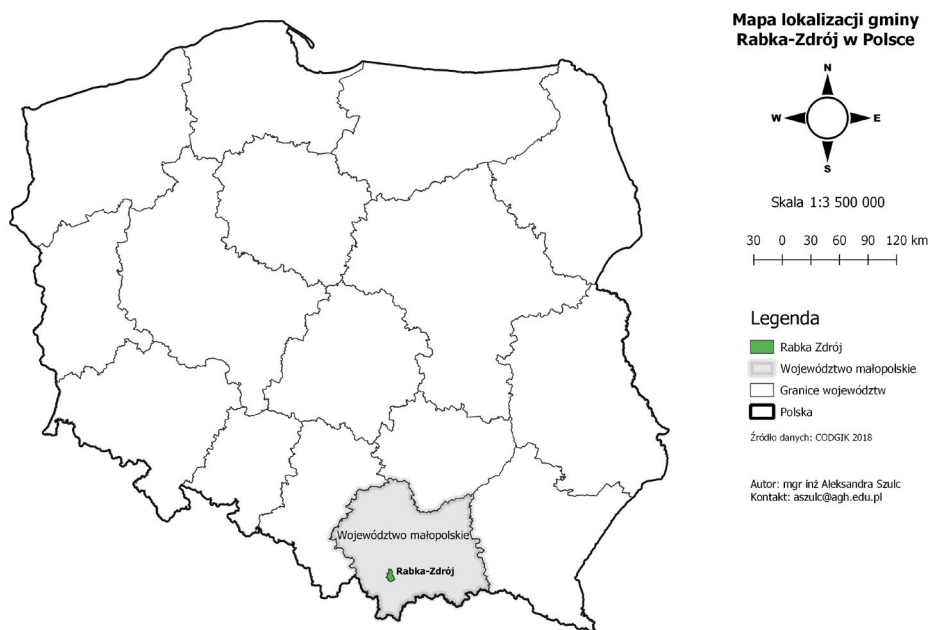 Mapa lokalizacji gminy
Rabka-Zdrój w Polsce
N
W
E
S
Skala 1:3 500 000
30 0 30 60 90 120 km
Legenda
Rabka Zdrój
Województwo małopolskie
Granice województw
Polska
Źródło danych: CODGIK 2018
Autor: mgr inż Aleksandra Szulc
Kontakt: aszulc@agh.edu.pl
Województwo małopolskie
Rabka-Zdrój